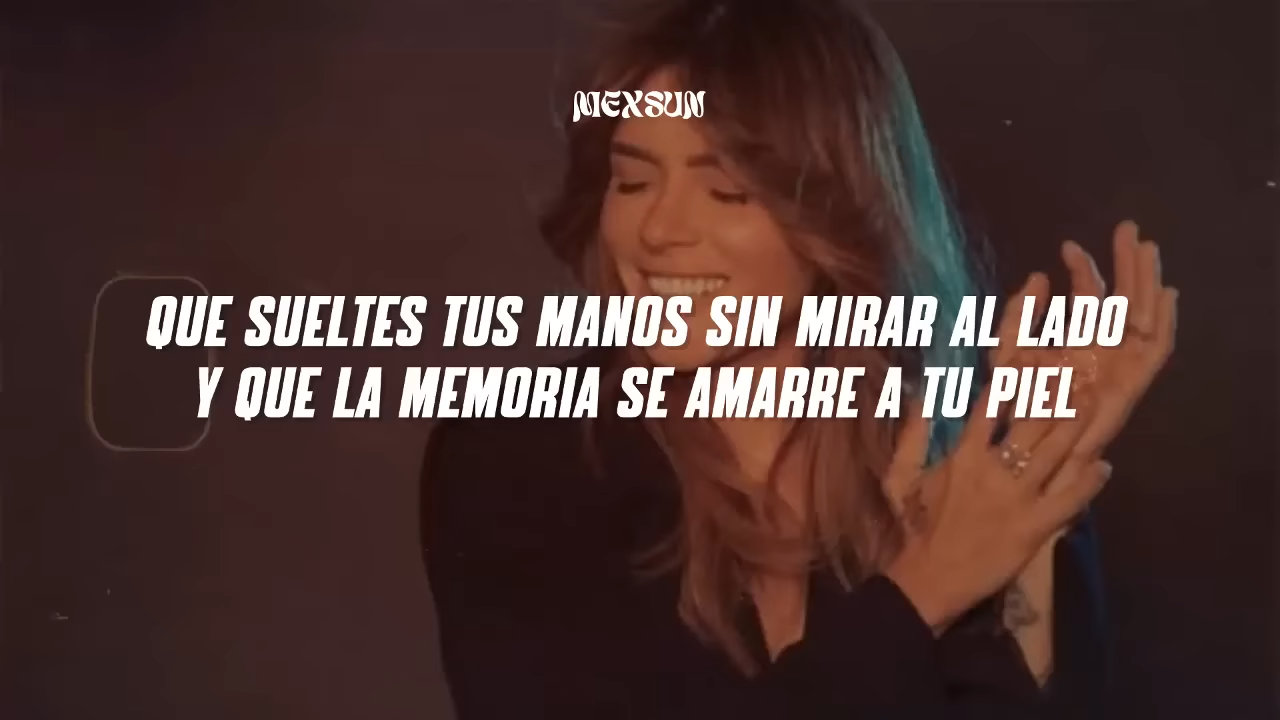 MEXSUN
QUE SUELTES TUS MANOS SIN MIRAR AL LADO
Y QUE LA MEMORIA SE AMARRE A TU PIEL